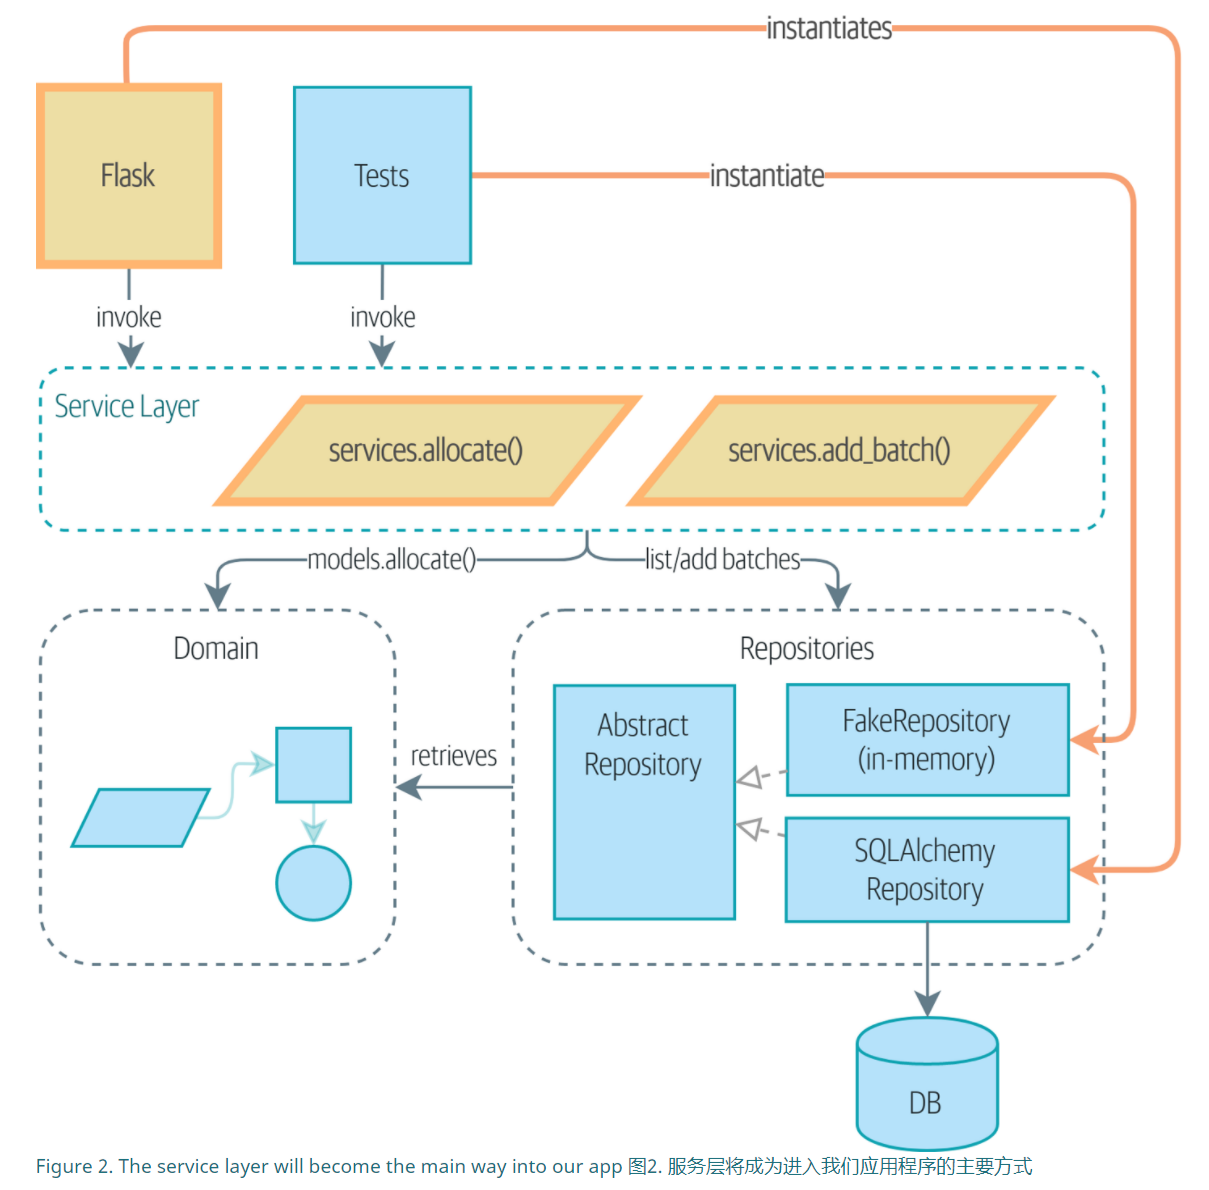 instantiates
Flask
Tests
instantiate
invoke
invoke
Service Layer
services.allocate()
services.add_batch()
models.allocate()
list/add batches
Domain
Repositories
Abstract
Repository
FakeRepository
(in-memory)
retrieves
SQLAlchemy
Repository
DB
Figure 2. The service layer will become the main way into our app 图2. 服务层将成为进入我们应用程序的主要方式